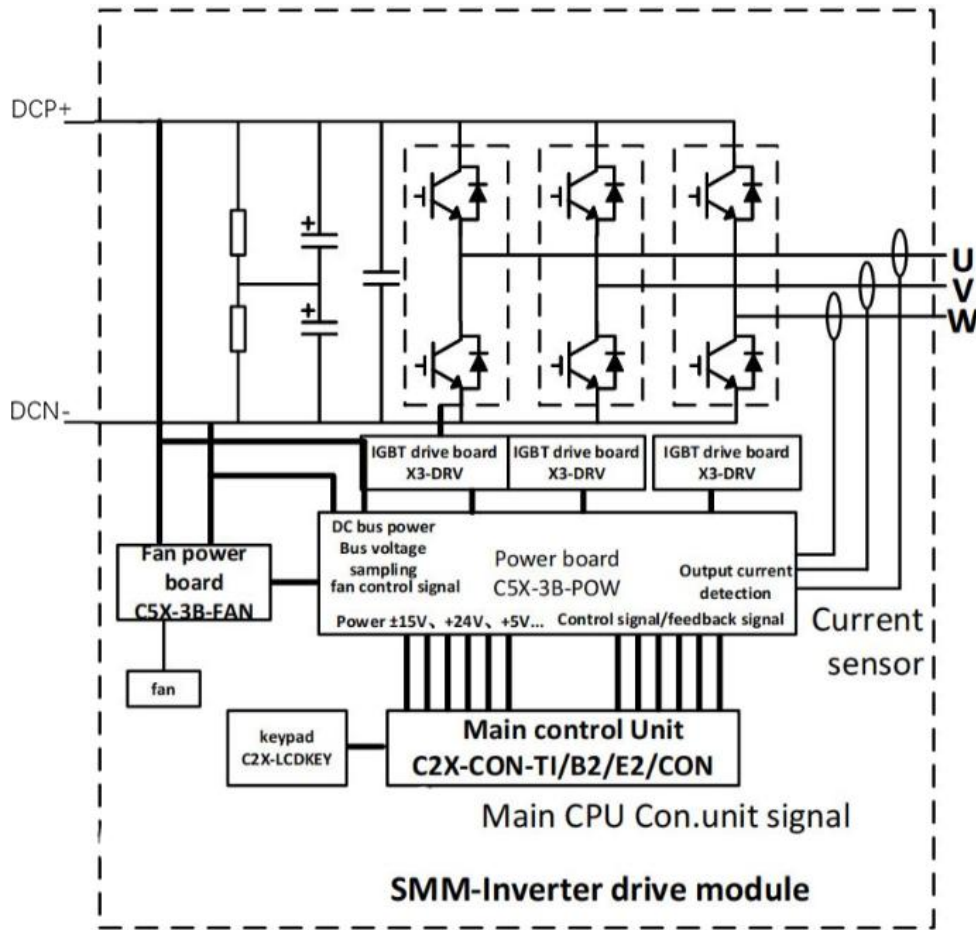 DCP+
+
+
U
V
W
DCN-
IGBT drive board
X3-DRV
IGBT drive board
X3-DRV
IGBT drive board
X3-DRV
DC bus power
Bus voltage
sampling
fan control signal
Power board
C5X-3B-POW
Output current
detection
Power ±15V、+24V、+5V...
Control signal/feedback signal
Fan power
board
C5X-3B-FAN
fan
Current
sensor
keypad
C2X-LCDKEY
Main control Unit
C2X-CON-TI/B2/E2/CON
Main CPU Con.unit signal
SMM-Inverter drive module